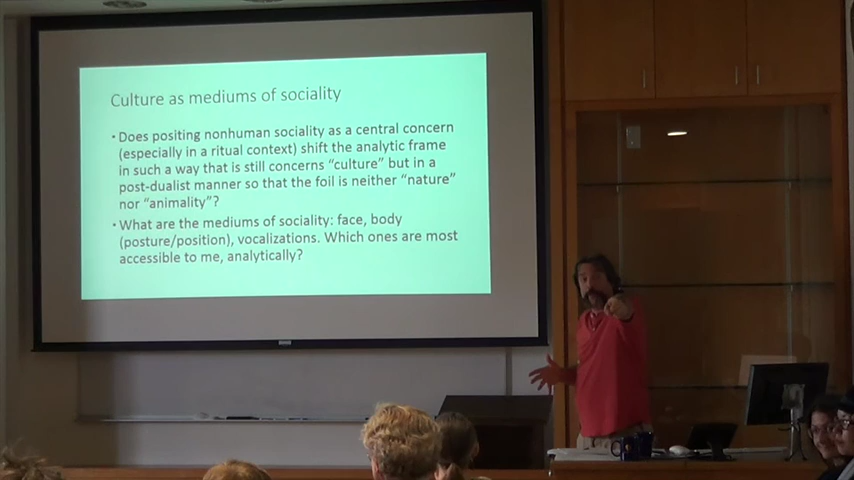 Culture as mediums of sociality
• Does positing nonhuman sociality as a central concern
(especially in a ritual context) shift the analytic frame
in such a way that is still concerns “culture” but in a
post-dualist manner so that the foil is neither “nature”
nor “animality”?
• What are the mediums of sociality: face, body
(posture/position), vocalizations. Which ones are most
accessible to me, analytically?